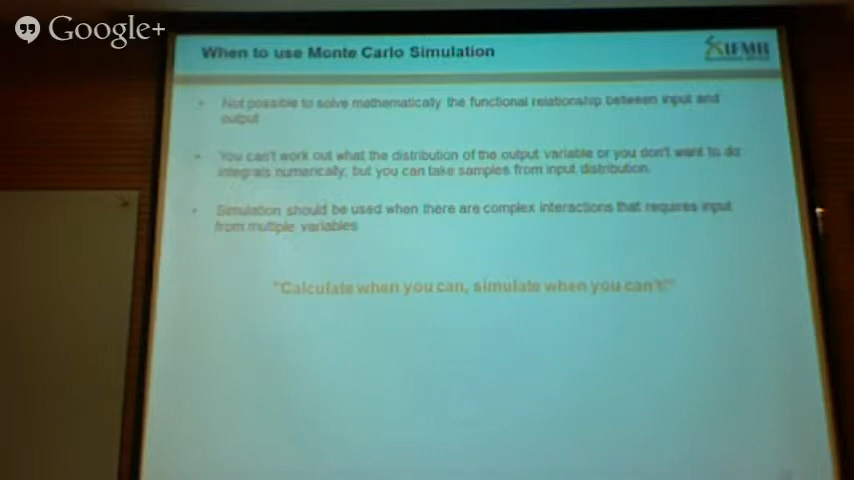 Google+
When to use Monte Carlo Simulation
IFMR
Not possible to solve mathematically the functional relationship between input and
output
You can't work out what the distribution of the output variable or you don't want to do
integrals numerically, but you can take samples from input distribution.
Simulation should be used when there are complex interactions that requires input
from multiple variables
"Calculate when you can, simulate when you can't!"